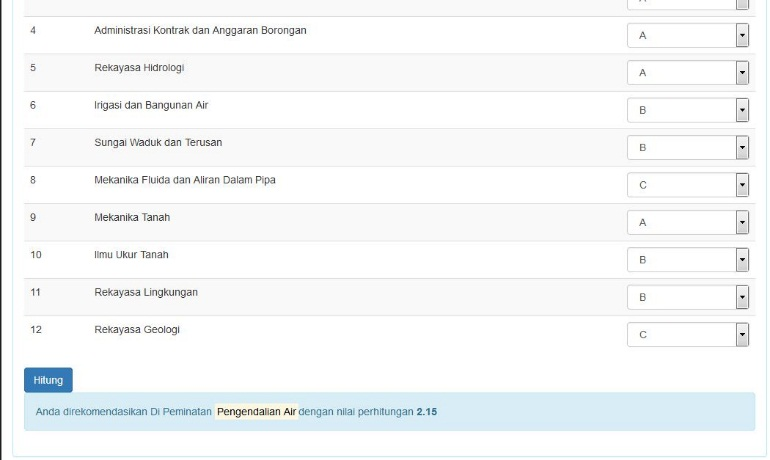 4 Administrasi Kontrak dan Anggaran Borongan A
5 Rekayasa Hidrologi A
6 Irigasi dan Bangunan Air B
7 Sungai Waduk dan Terusan B
8 Mekanika Fluida dan Aliran Dalam Pipa C
9 Mekanika Tanah A
10 Ilmu Ukur Tanah B
11 Rekayasa Lingkungan B
12 Rekayasa Geologi C
Hitung
Anda direkomendasikan Di Peminatan Pengendalian Air dengan nilai perhitungan 2.15